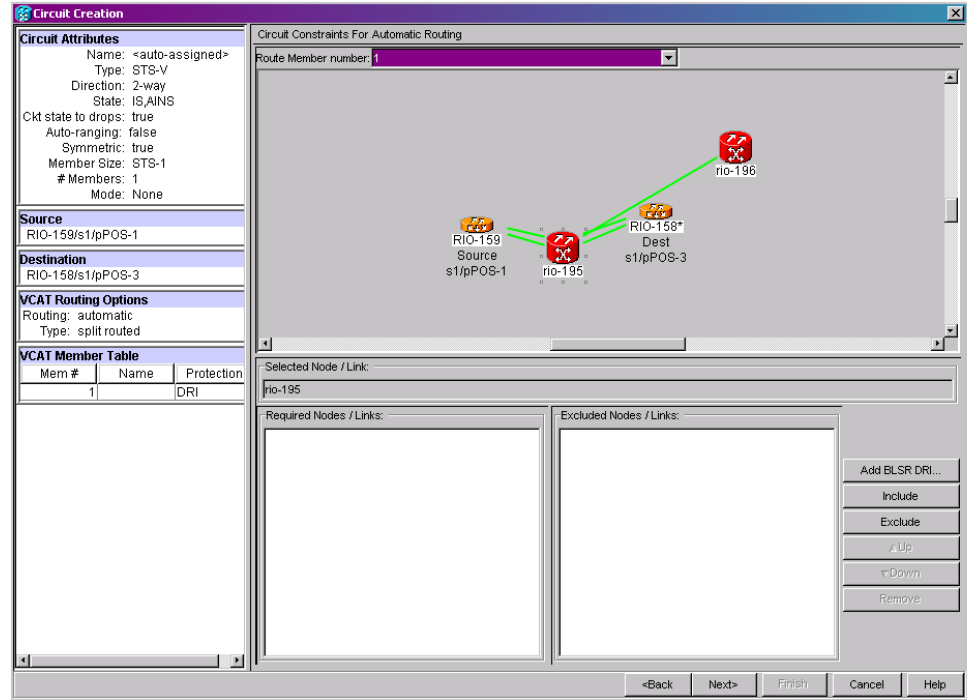 Circuit Creation
Circuit Attributes
Name: <auto-assigned>
Type: STS-V
Direction: 2-way
State: IS,AINS
Ckt state to drops: true
Auto-ranging: false
Symmetric: true
Member Size: STS-1
# Members: 1
Mode: None
Source
RIO-159/s1/pPOS-1
Destination
RIO-158/s1/pPOS-3
VCAT Routing Options
Routing: automatic
Type: split routed
VCAT Member Table
Mem # Name Protection
1 DRI
Circuit Constraints For Automatic Routing
Route Member number: 1
rio-196
RIO-159
Source
s1/pPOS-1
rio-195
RIO-158*
Dest
s1/pPOS-3
Selected Node / Link:
rio-195
Required Nodes / Links:
Excluded Nodes / Links:
Add BLSR DRI...
Include
Exclude
Up
Down
Remove
<Back Next> Finish Cancel Help